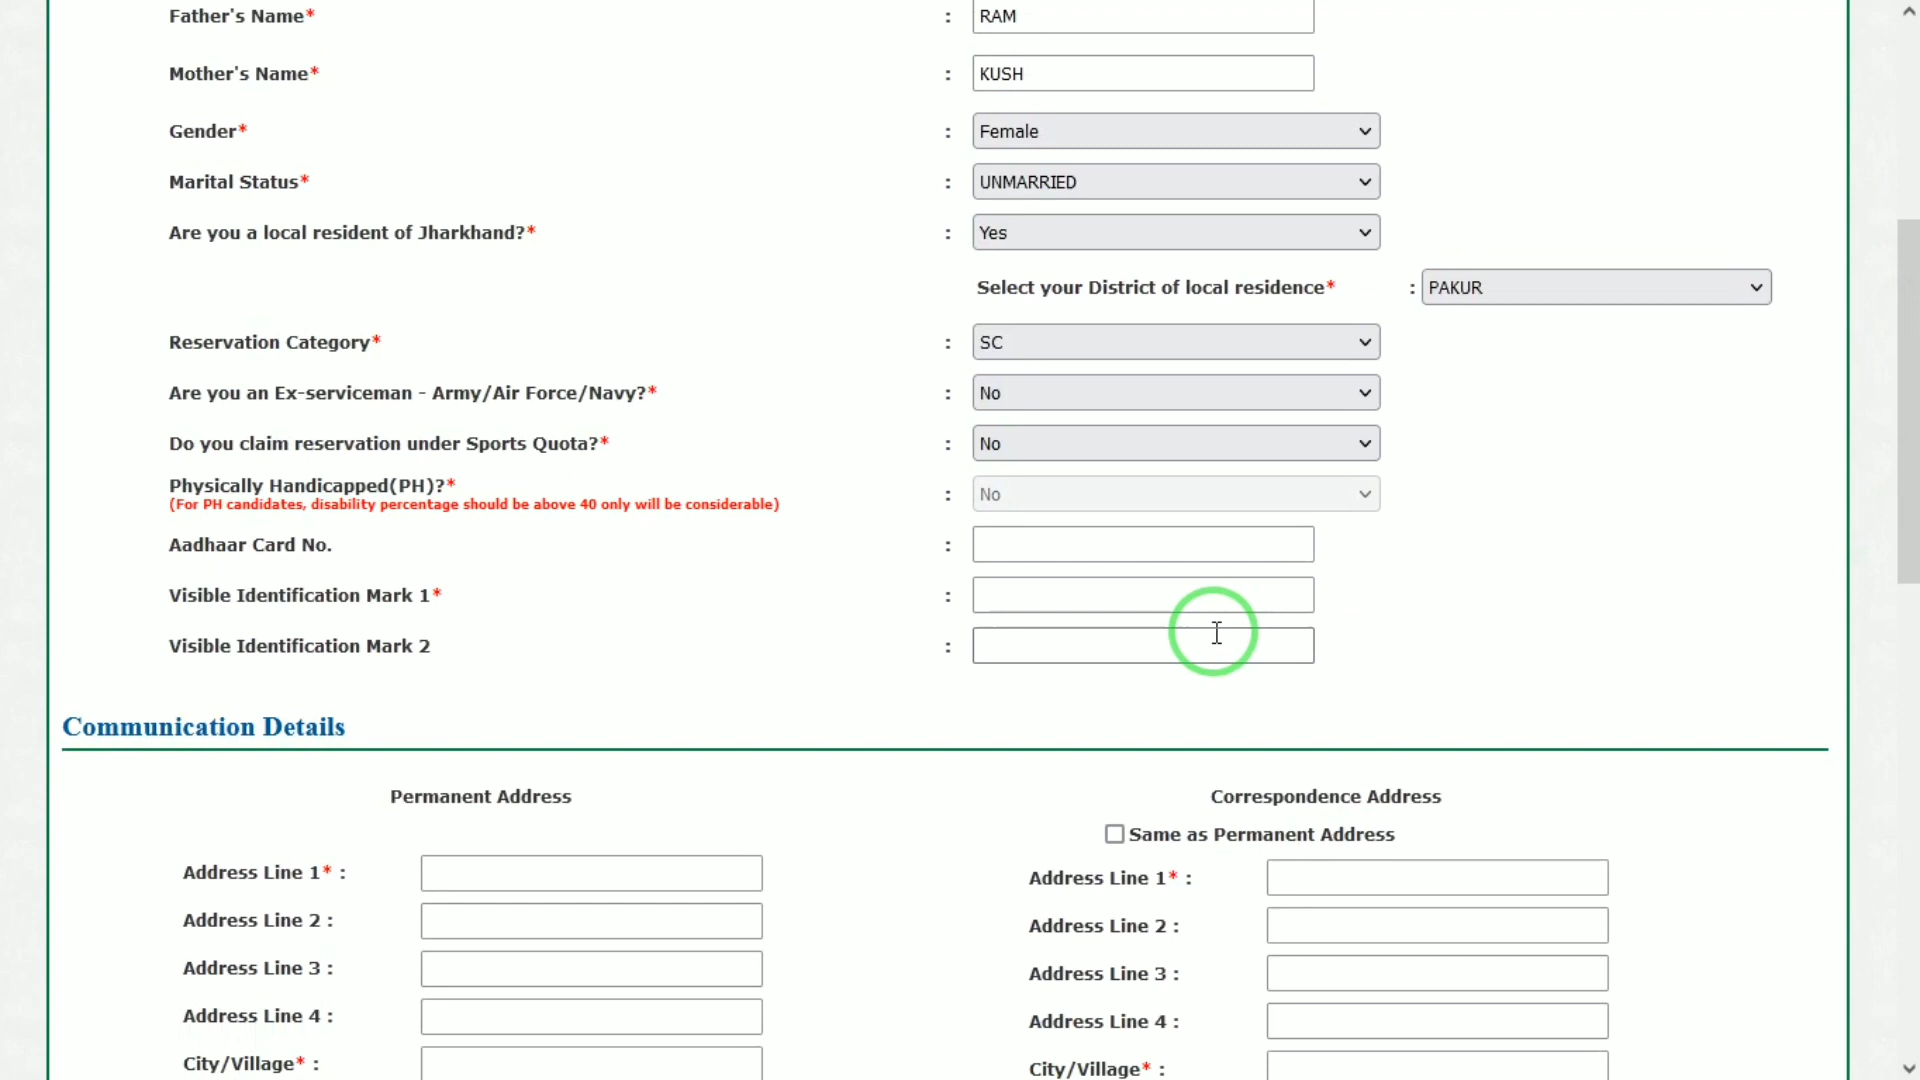 Father's Name* : RAM
Mother's Name* : KUSH
Gender* : Female
Marital Status* : UNMARRIED
Are you a local resident of Jharkhand?* : Yes
Select your District of local residence* : PAKUR
Reservation Category* : SC
Are you an Ex-serviceman - Army/Air Force/Navy?* : No
Do you claim reservation under Sports Quota?* : No
Physically Handicapped(PH)?* : No
(For PH candidates, disability percentage should be above 40 only will be considerable)
Aadhaar Card No. :
Visible Identification Mark 1* :
Visible Identification Mark 2 :
Communication Details
Permanent Address
Correspondence Address
Same as Permanent Address
Address Line 1* :
Address Line 1* :
Address Line 2 :
Address Line 2 :
Address Line 3 :
Address Line 3 :
Address Line 4 :
Address Line 4 :
City/Village* :
City/Village* :